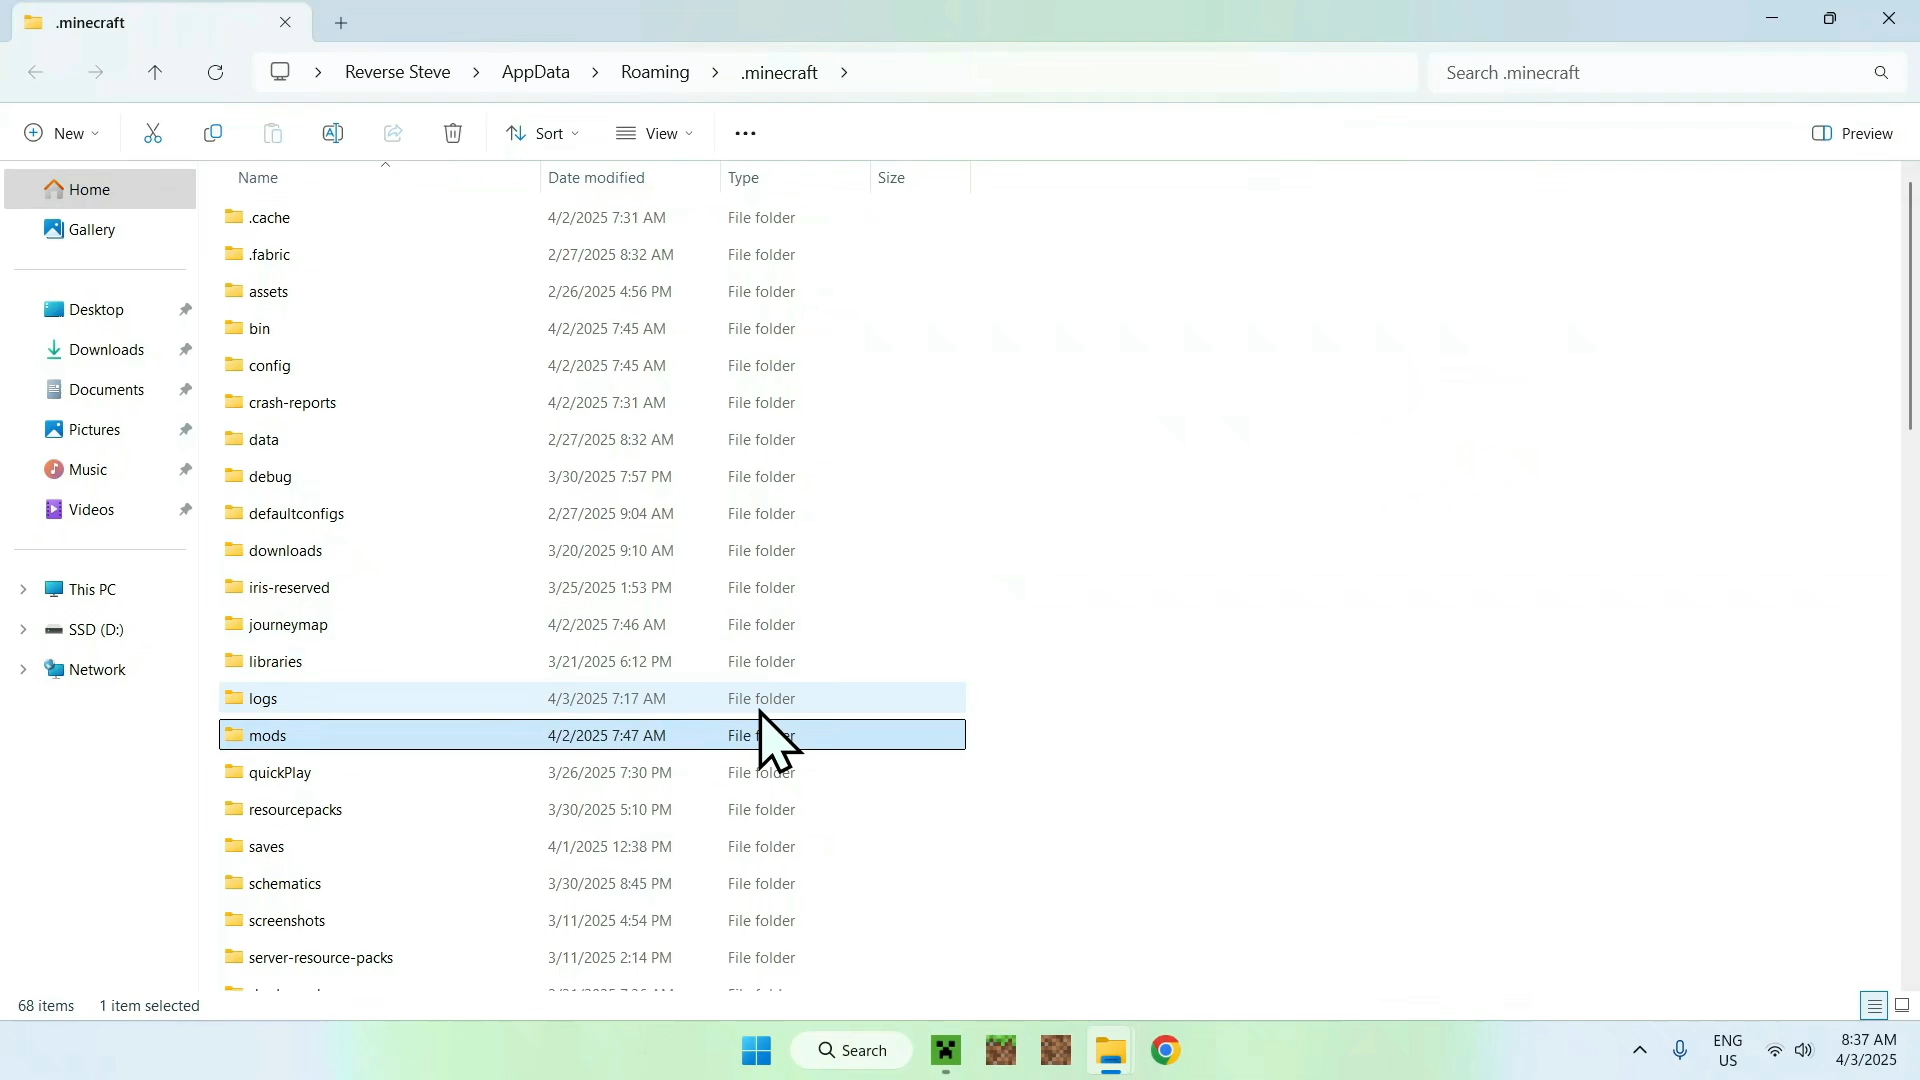 .minecraft
Reverse Steve > AppData > Roaming > .minecraft >
Search .minecraft
New
Sort
View
Preview
Name Date modified Type Size
Home
Gallery
Desktop
Downloads
Documents
Pictures
Music
Videos
This PC
SSD (D:)
Network
.cache 4/2/2025 7:31 AM File folder
.fabric 2/27/2025 8:32 AM File folder
assets 2/26/2025 4:56 PM File folder
bin 4/2/2025 7:45 AM File folder
config 4/2/2025 7:45 AM File folder
crash-reports 4/2/2025 7:31 AM File folder
data 2/27/2025 8:32 AM File folder
debug 3/30/2025 7:57 PM File folder
defaultconfigs 2/27/2025 9:04 AM File folder
downloads 3/20/2025 9:10 AM File folder
iris-reserved 3/25/2025 1:53 PM File folder
journeymap 4/2/2025 7:46 AM File folder
libraries 3/21/2025 6:12 PM File folder
logs 4/3/2025 7:17 AM File folder
mods 4/2/2025 7:47 AM File
quickPlay 3/26/2025 7:30 PM File folder
resourcepacks 3/30/2025 5:10 PM File folder
saves 4/1/2025 12:38 PM File folder
schematics 3/30/2025 8:45 PM File folder
screenshots 3/11/2025 4:54 PM File folder
server-resource-packs 3/11/2025 2:14 PM File folder
68 items 1 item selected
Search
ENG
US
8:37 AM
4/3/2025